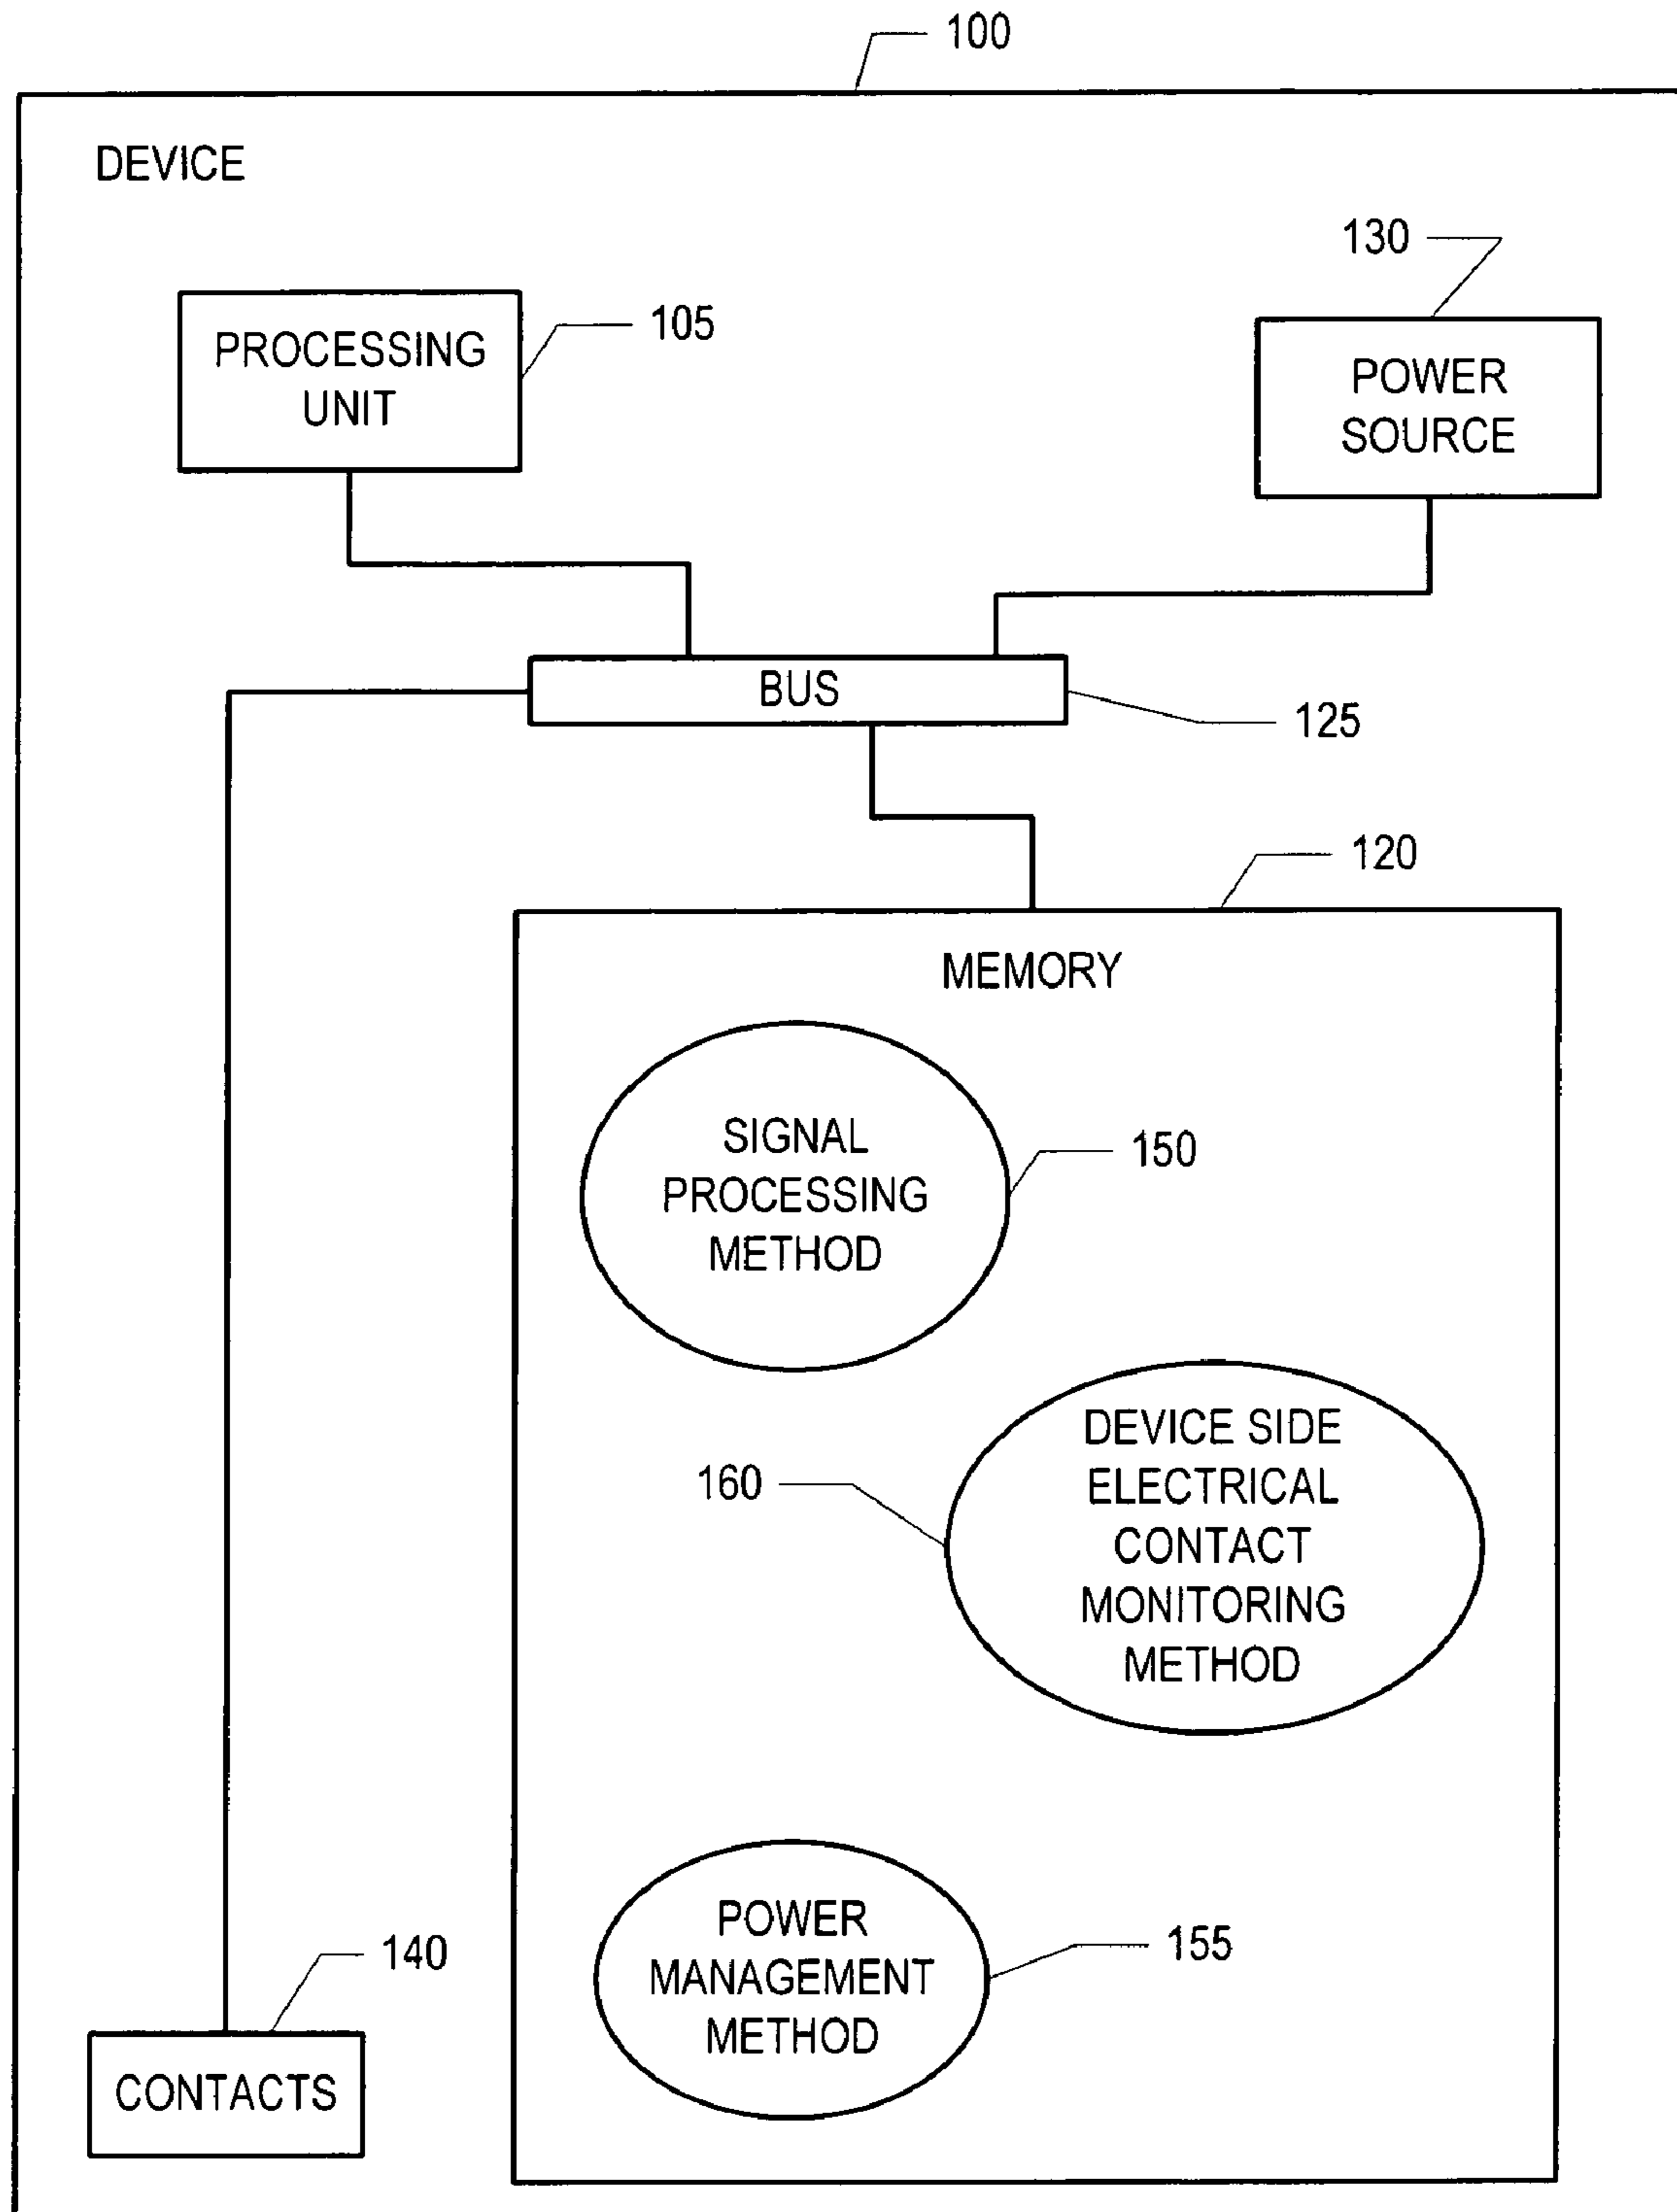 100
DEVICE
130
PROCESSING
UNIT
105
POWER
SOURCE
BUS
125
120
MEMORY
SIGNAL
PROCESSING
METHOD
150
DEVICE SIDE
ELECTRICAL
CONTACT
MONITORING
METHOD
160
POWER
MANAGEMENT
METHOD
155
140
CONTACTS